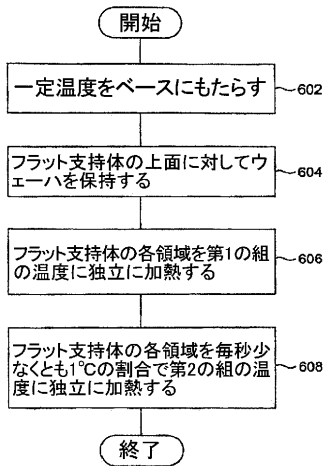 開始
一定温度をベースにもたらす
602
フラット支持体の上面に対してウ
ェーハを保持する
604
フラット支持体の各領域を第1の組
の温度に独立に加熱する
606
フラット支持体の各領域を毎秒少
なくとも1℃の割合で第2の組の温
度に独立に加熱する
608
終了